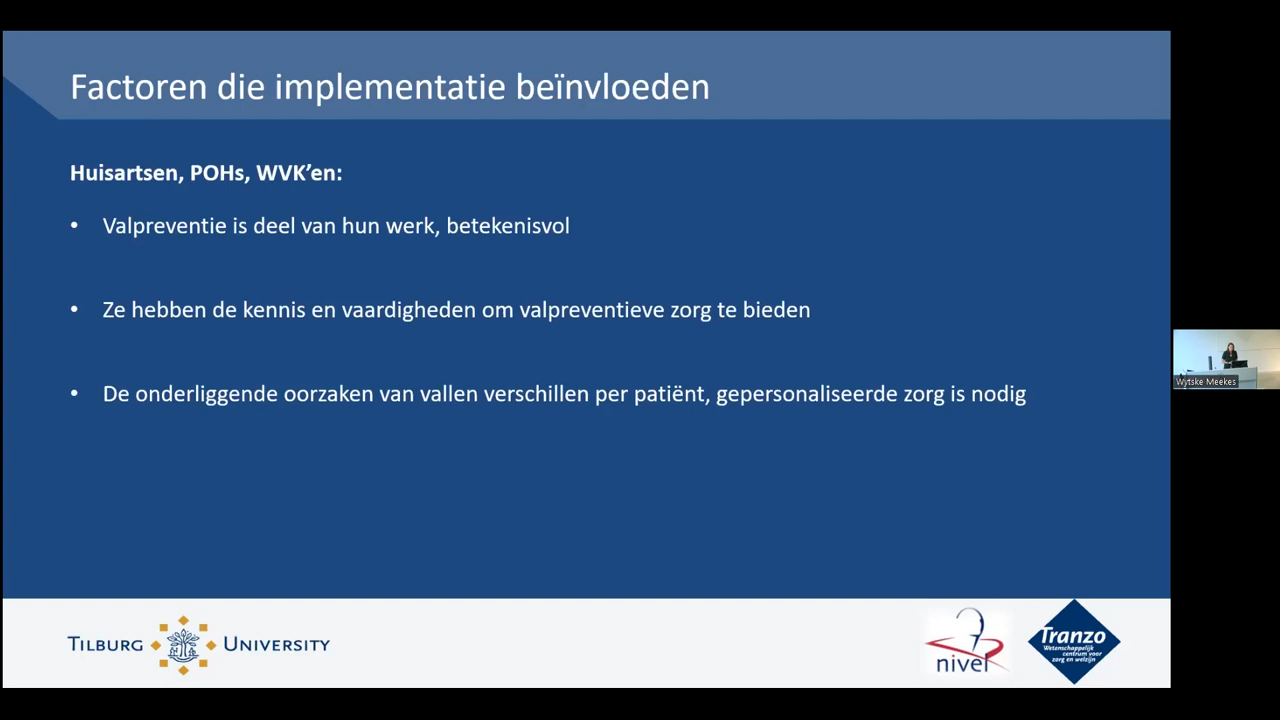 Factoren die implementatie beïnvloeden
Huisartsen, POHs, WVK’en:
• Valpreventie is deel van hun werk, betekenisvol
• Ze hebben de kennis en vaardigheden om valpreventieve zorg te bieden
• De onderliggende oorzaken van vallen verschillen per patiënt, gepersonaliseerde zorg is nodig
Wytske Meekes
TILBURG UNIVERSITY
nivel
Tranzo
Wetenschappelijk
centrum voor
zorg en welzijn